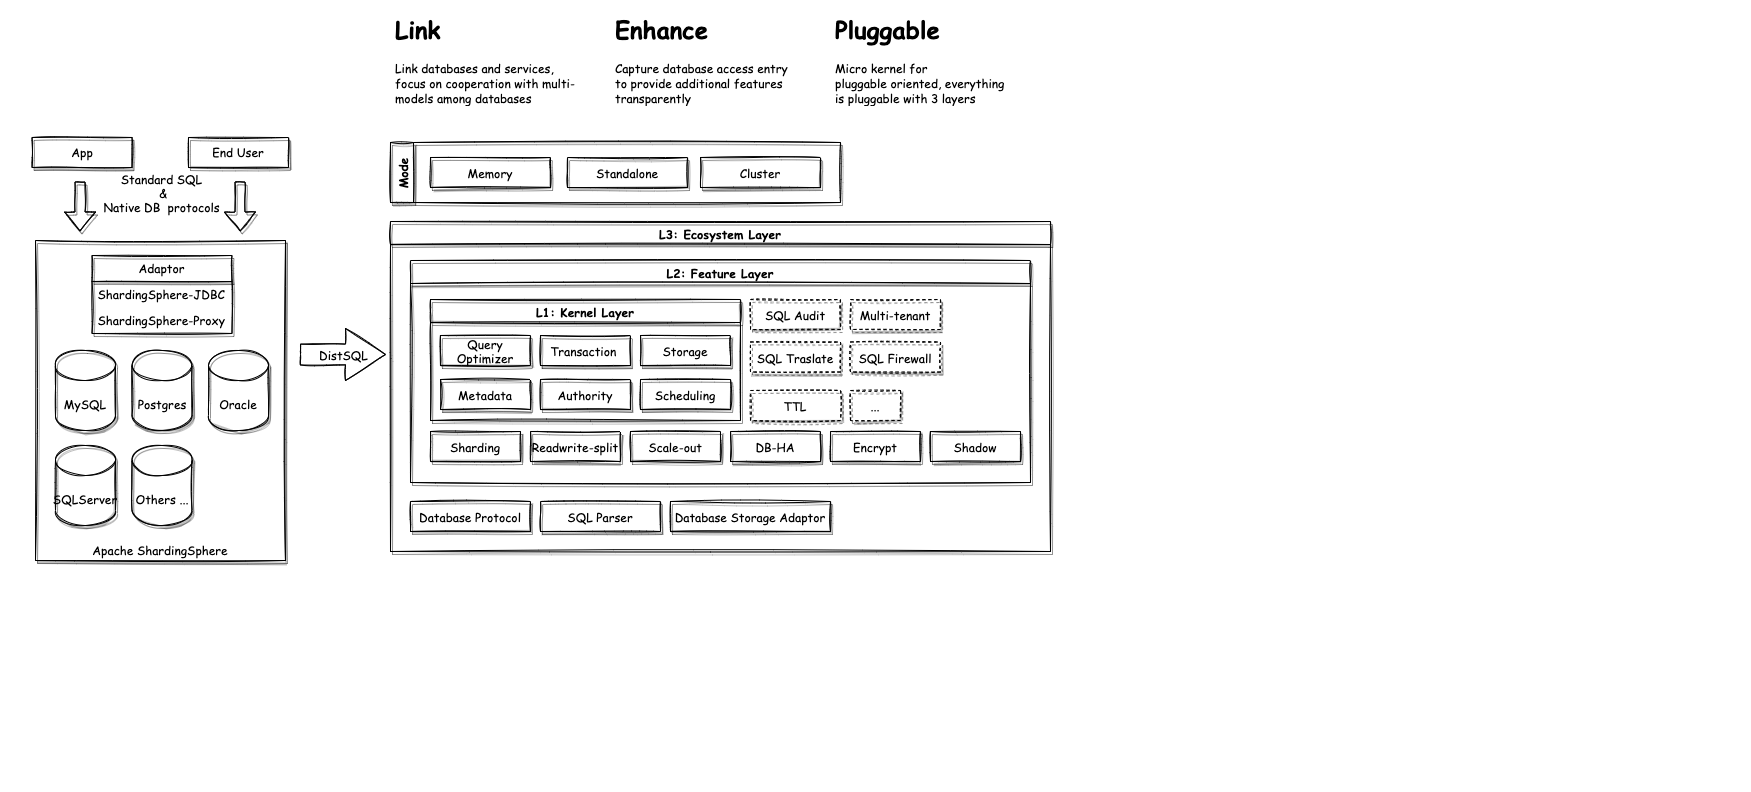 Link
Link databases and services,
focus on cooperation with multi-
models among databases
Enhance
Capture database access entry
to provide additional features
transparently
Pluggable
Micro kernel for
pluggable oriented, everything
is pluggable with 3 layers
App
End User
Standard SQL
&
Native DB  protocols
Adaptor
ShardingSphere-JDBC
ShardingSphere-Proxy
MySQL
Postgres
Oracle
SQLServer
Others ...
Apache ShardingSphere
DistSQL
Mode
Memory
Standalone
Cluster
L3: Ecosystem Layer
L2: Feature Layer
L1: Kernel Layer
Query
Optimizer
Transaction
Storage
Metadata
Authority
Scheduling
SQL Audit
Multi-tenant
SQL Traslate
SQL Firewall
TTL
...
Sharding
Readwrite-split
Scale-out
DB-HA
Encrypt
Shadow
Database Protocol
SQL Parser
Database Storage Adaptor